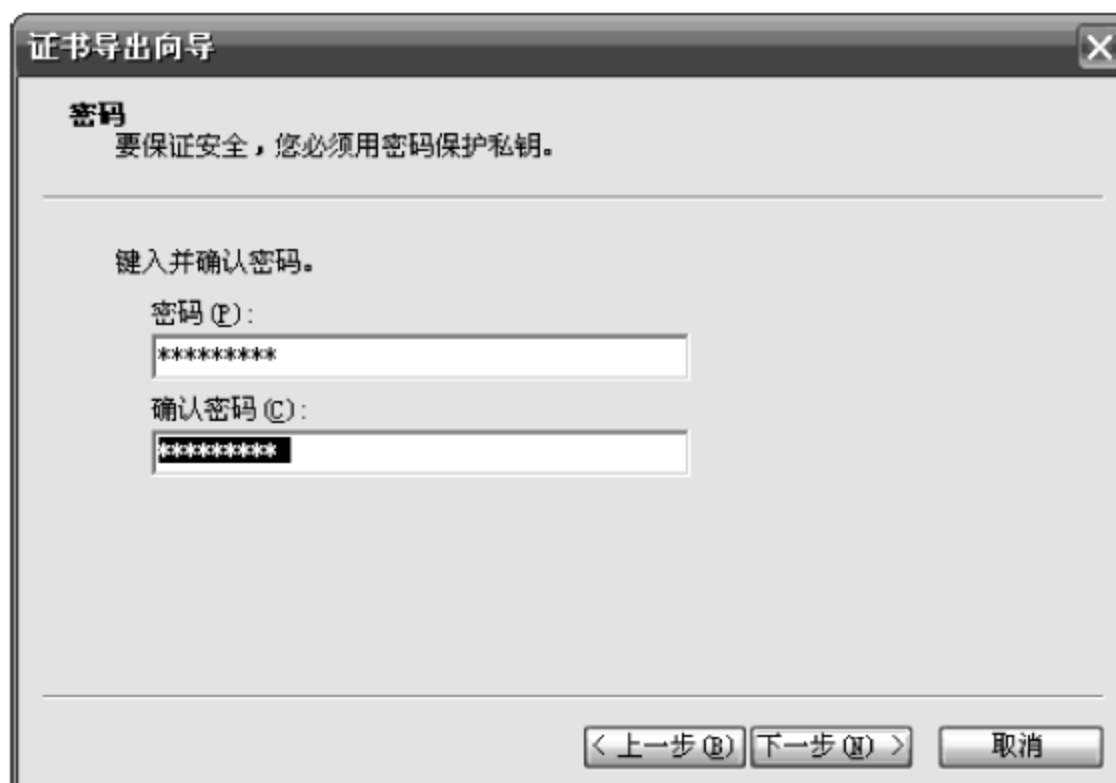 证书导出向导
密码
要保证安全，您必须用密码保护私钥。
键入并确认密码。
密码(P):
*********
确认密码(C):
*********
< 上一步(B) 下一步(N) > 取消